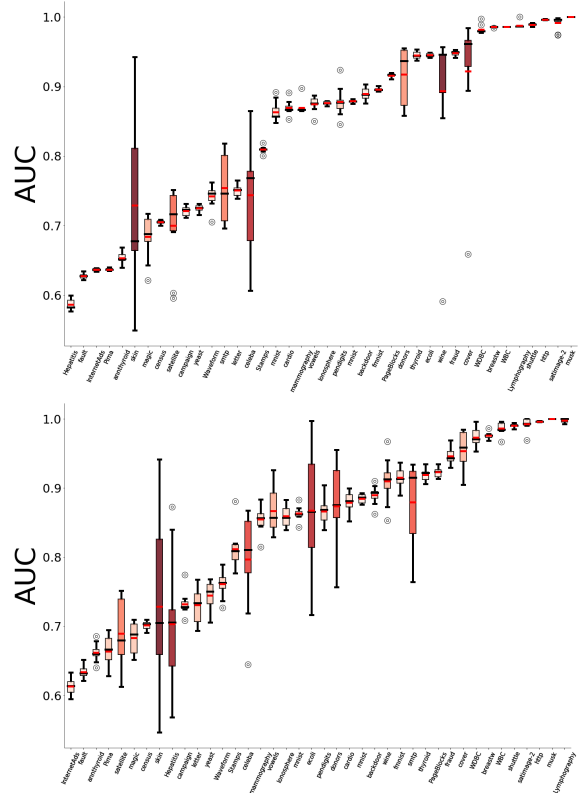 AUC
1.0
0.9
0.8
0.7
0.6
Hepatitis
fault
InternetAds
Pima
annthyroid
skin
magic
census
satellite
campaign
yeast
Waveform
smtp
letter
celeba
Stamps
mnist
cardio
mammography
vowels
Ionosphere
pendigits
mnist
backdoor
fmnist
PageBlocks
donors
thyroid
ecoli
wine
fraud
cover
WDBC
breastw
WBC
Lymphography
shuttle
http
satimage-2
musk
AUC
1.0
0.9
0.8
0.7
0.6
InternetAds
fault
annthyroid
Pima
satellite
magic
census
skin
Hepatitis
campaign
letter
yeast
Waveform
Stamps
celeba
mammography
vowels
Ionosphere
mnist
ecoli
pendigits
donors
cardio
mnist
backdoor
wine
fmnist
smtp
thyroid
PageBlocks
fraud
cover
WDBC
breastw
WBC
shuttle
satimage-2
http
musk
Lymphography